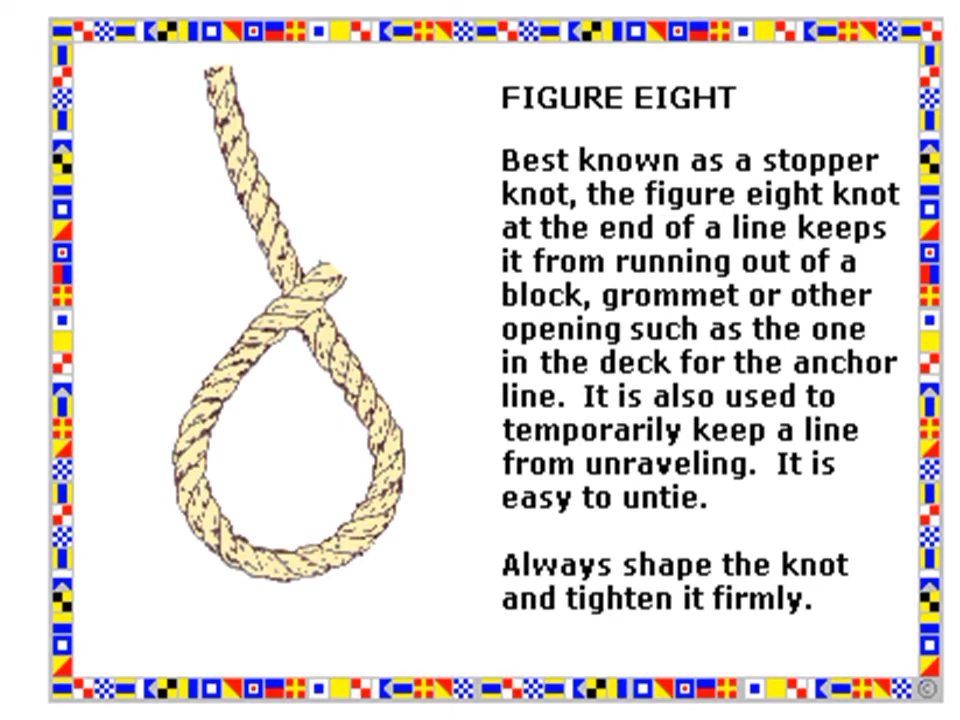 FIGURE EIGHT
Best known as a stopper
knot, the figure eight knot
at the end of a line keeps
it from running out of a
block, grommet or other
opening such as the one
in the deck for the anchor
line.  It is also used to
temporarily keep a line
from unraveling.  It is
easy to untie.
Always shape the knot
and tighten it firmly.
©